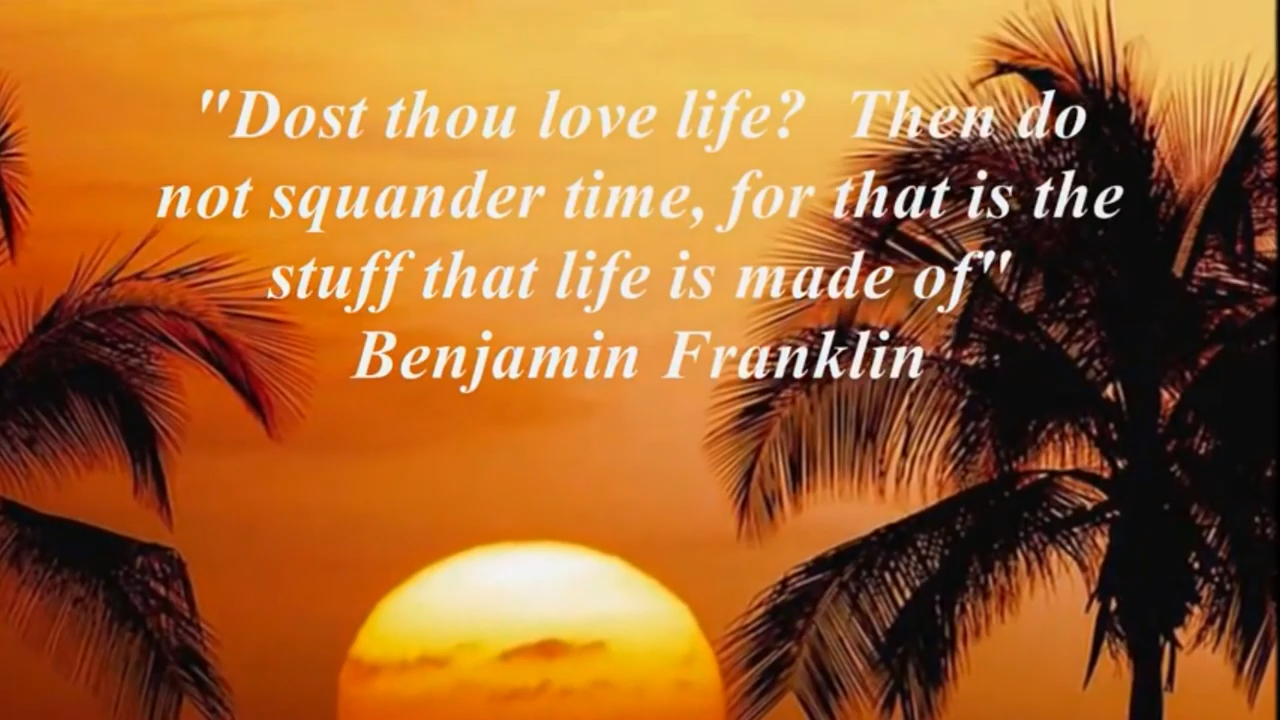 "Dost thou love life?  Then do
not squander time, for that is the
stuff that life is made of"
Benjamin Franklin